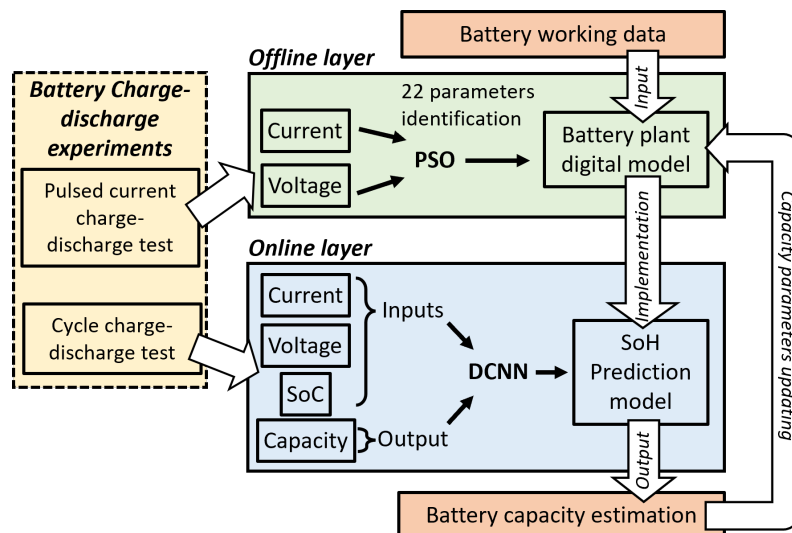 Battery working data
Offline layer
Battery Charge-
discharge
experiments
Pulsed current
charge-
discharge test
Cycle charge-
discharge test
Current
Voltage
22 parameters
identification
PSO
Input
Battery plant
digital model
Implementation
Capacity parameters updating
Online layer
Current
Voltage
SoC
Capacity
Inputs
Output
DCNN
SoH
Prediction
model
Output
Battery capacity estimation